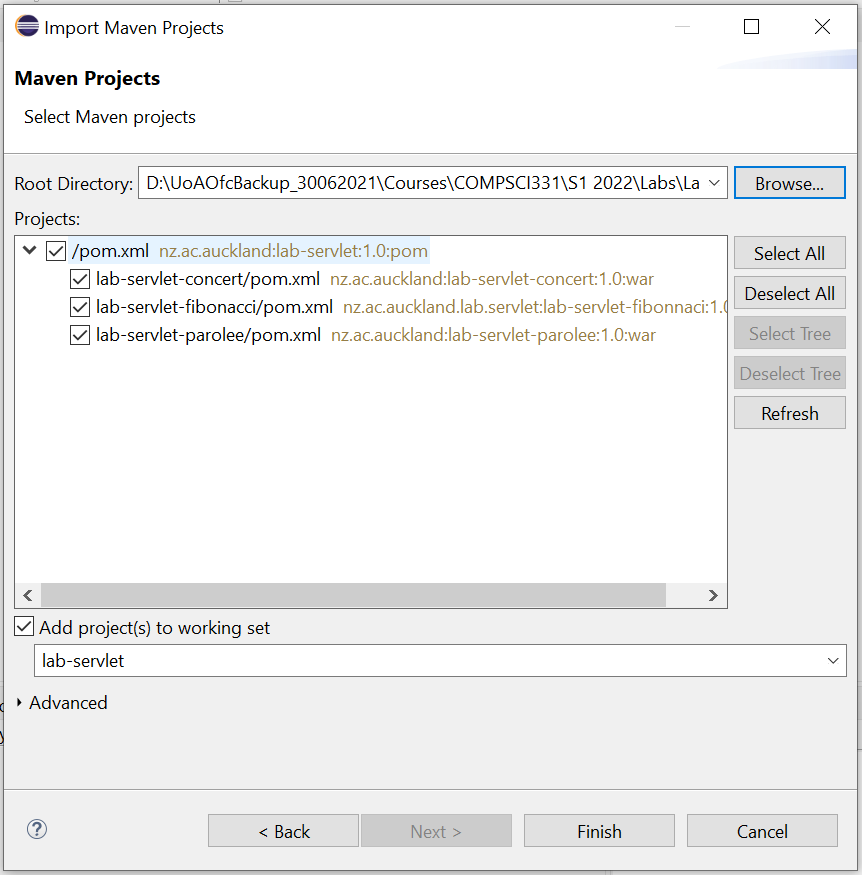 Import Maven Projects
Maven Projects
Select Maven projects
Root Directory: D:\UoAOfcBackup_30062021\Courses\COMPSCI331\S1 2022\Labs\La Browse...
Projects:
/pom.xml nz.ac.auckland:lab-servlet:1.0:pom
lab-servlet-concert/pom.xml nz.ac.auckland:lab-servlet-concert:1.0:war
lab-servlet-fibonacci/pom.xml nz.ac.auckland.lab.servlet:lab-servlet-fibonnaci:1.0
lab-servlet-parolee/pom.xml nz.ac.auckland:lab-servlet-parolee:1.0:war
Select All
Deselect All
Select Tree
Deselect Tree
Refresh
Add project(s) to working set
lab-servlet
Advanced
? < Back Next > Finish Cancel